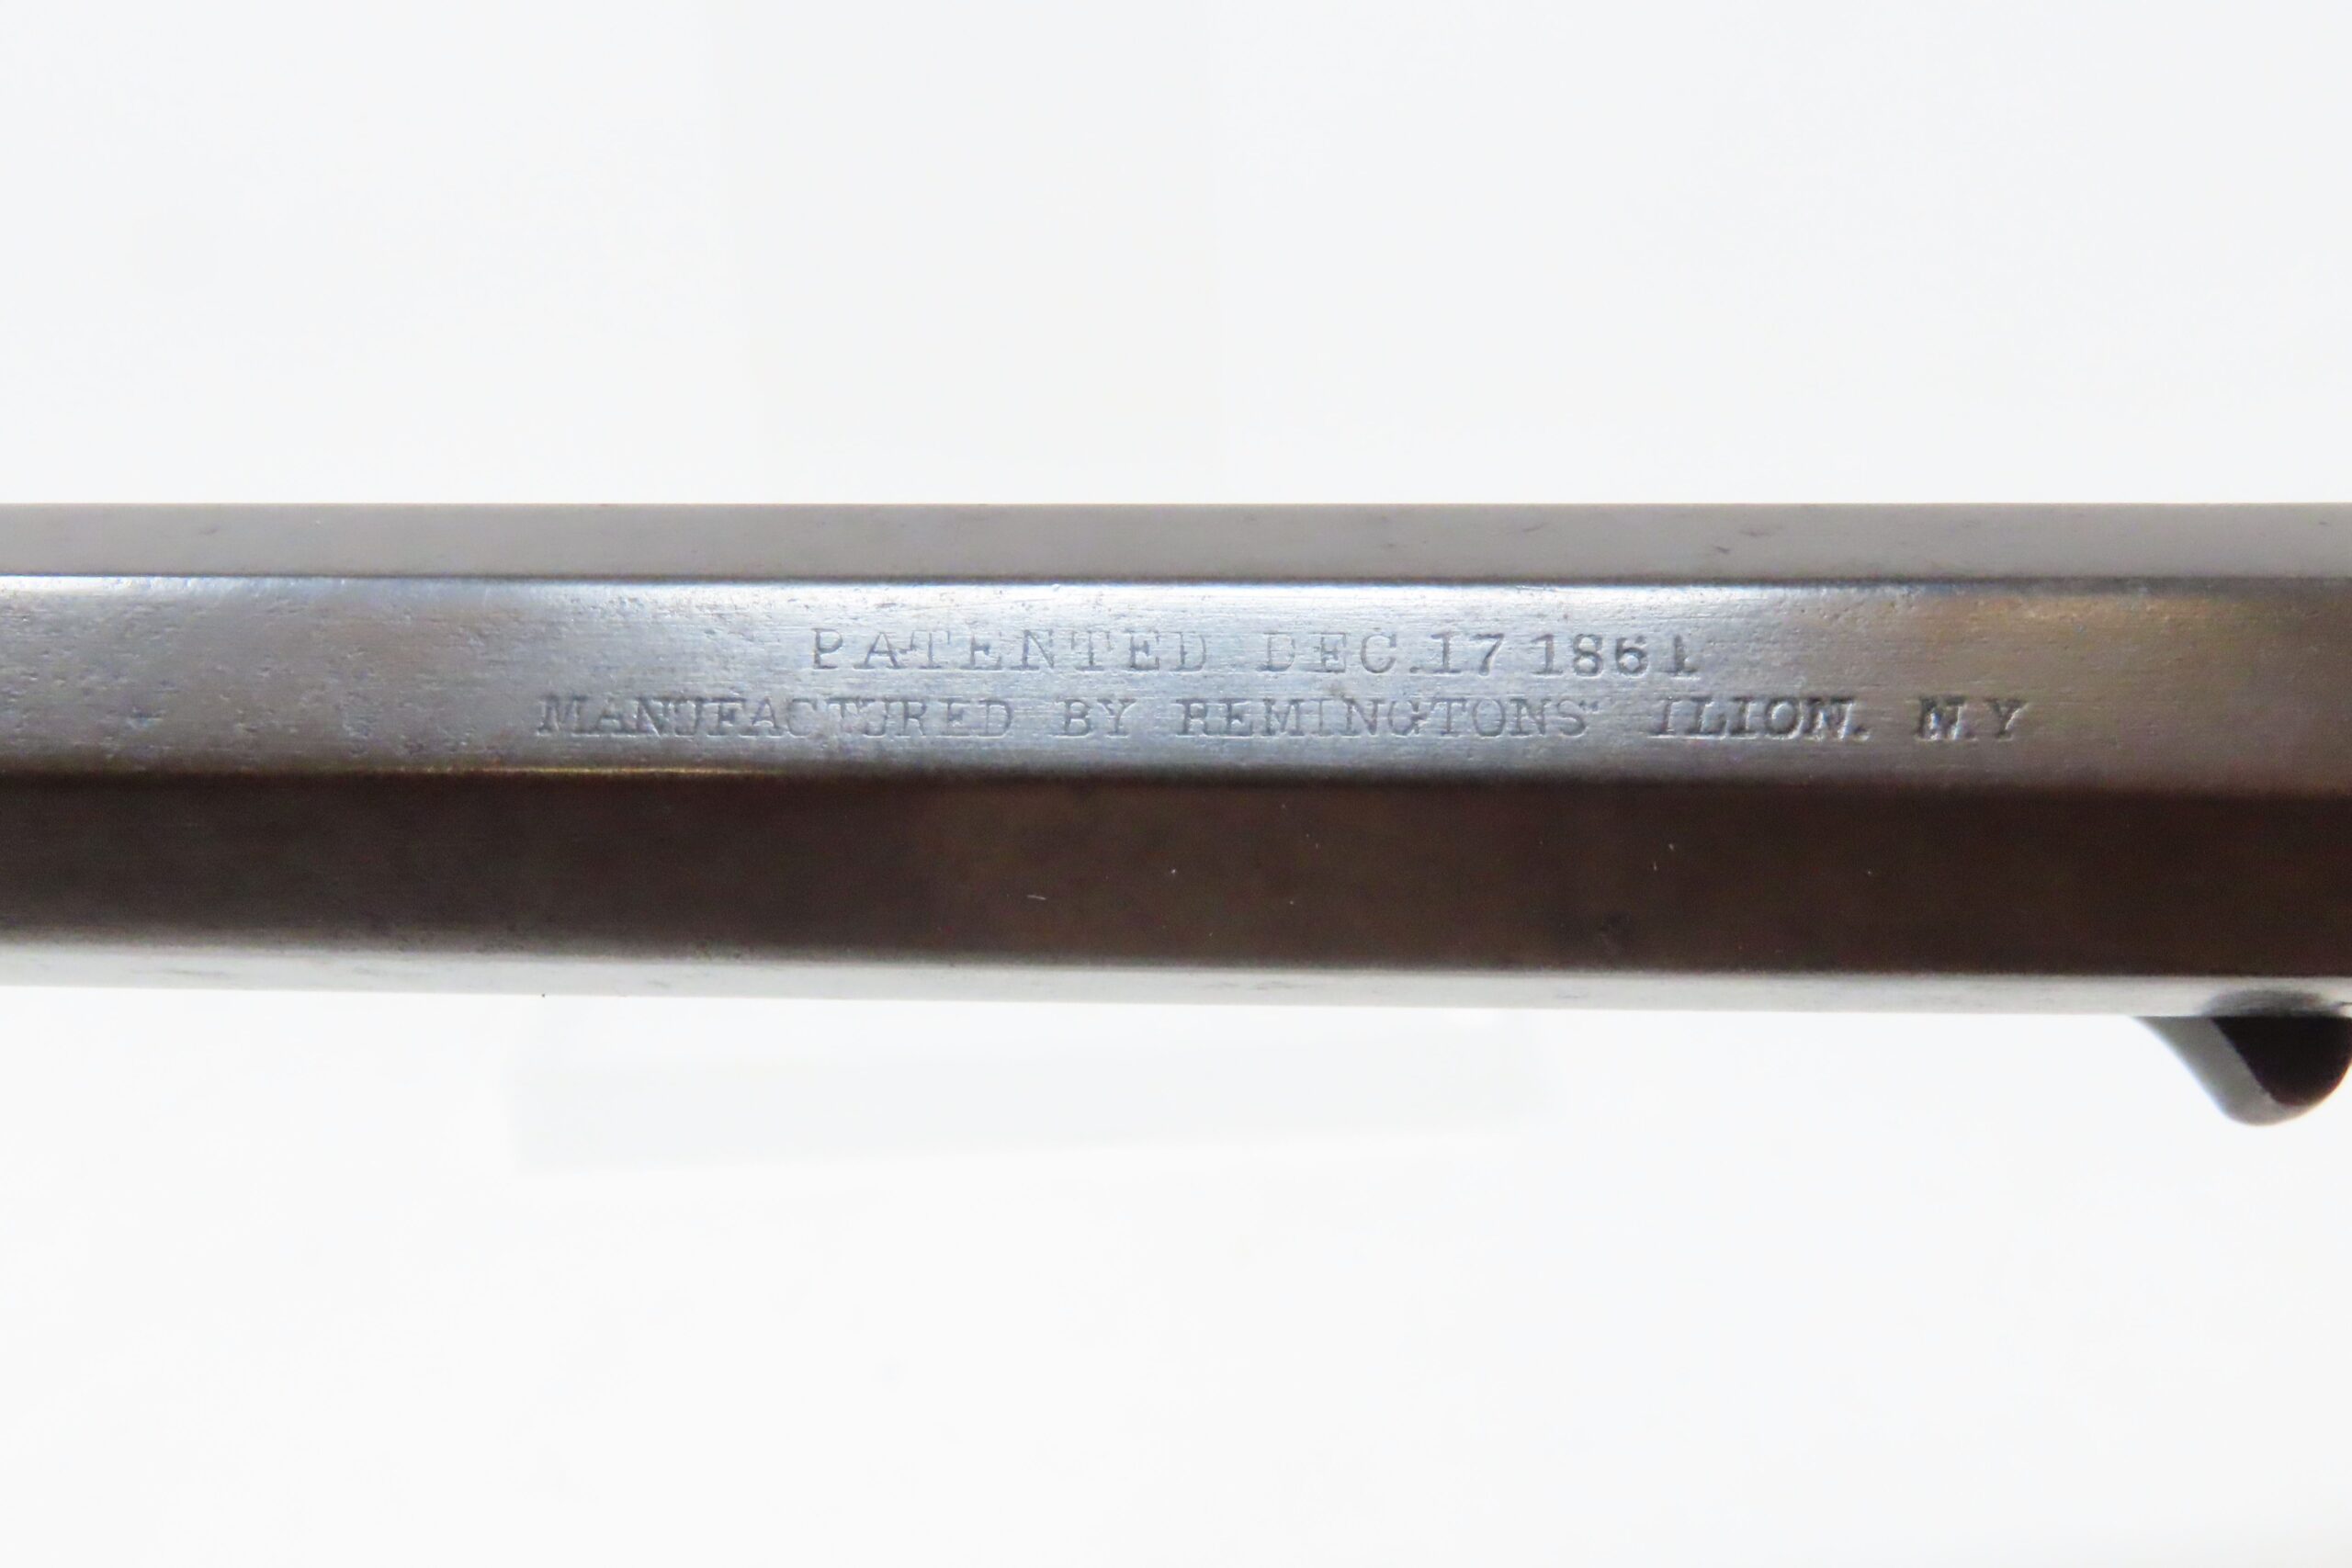 PATENTED DEC. 17 1861
MANUFACTURED BY REMINGTONS' ILION. N.Y